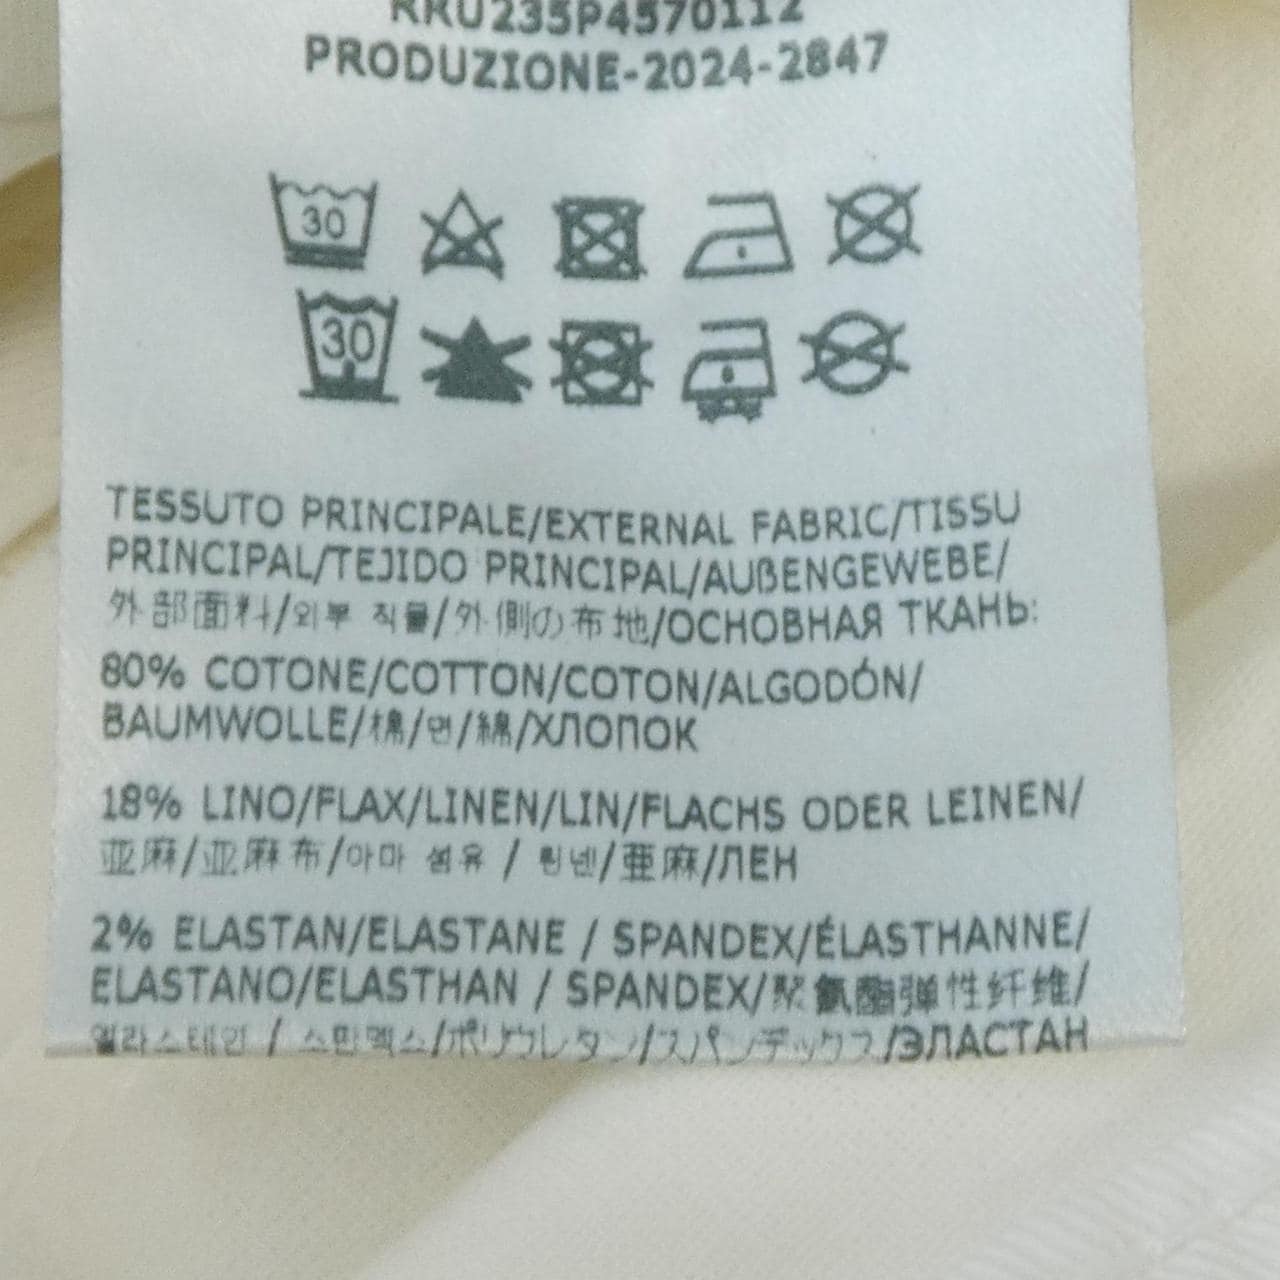 RKU235P4570112
PRODUZIONE-2024-2847
30
30
TESSUTO PRINCIPALE/EXTERNAL FABRIC/TISSU
PRINCIPAL/TEJIDO PRINCIPAL/AUßENGEWEBE/
外部面料/외부 직물/外側の布地/ОСНОВНАЯ ТКАНЬ:
80% COTONE/COTTON/COTON/ALGODÓN/
BAUMWOLLE/棉/면/綿/ХЛОПОК
18% LINO/FLAX/LINEN/LIN/FLACHS ODER LEINEN/
亚麻/亚麻布/아마 섬유 / 린넨/亜麻/ЛЕН
2% ELASTAN/ELASTANE / SPANDEX/ÉLASTHANNE/
ELASTANO/ELASTHAN / SPANDEX/聚氨酯弹性纤维/
엘라스테인 / 스판덱스/ポリウレタン/スパンデックス/ЭЛАСТАН